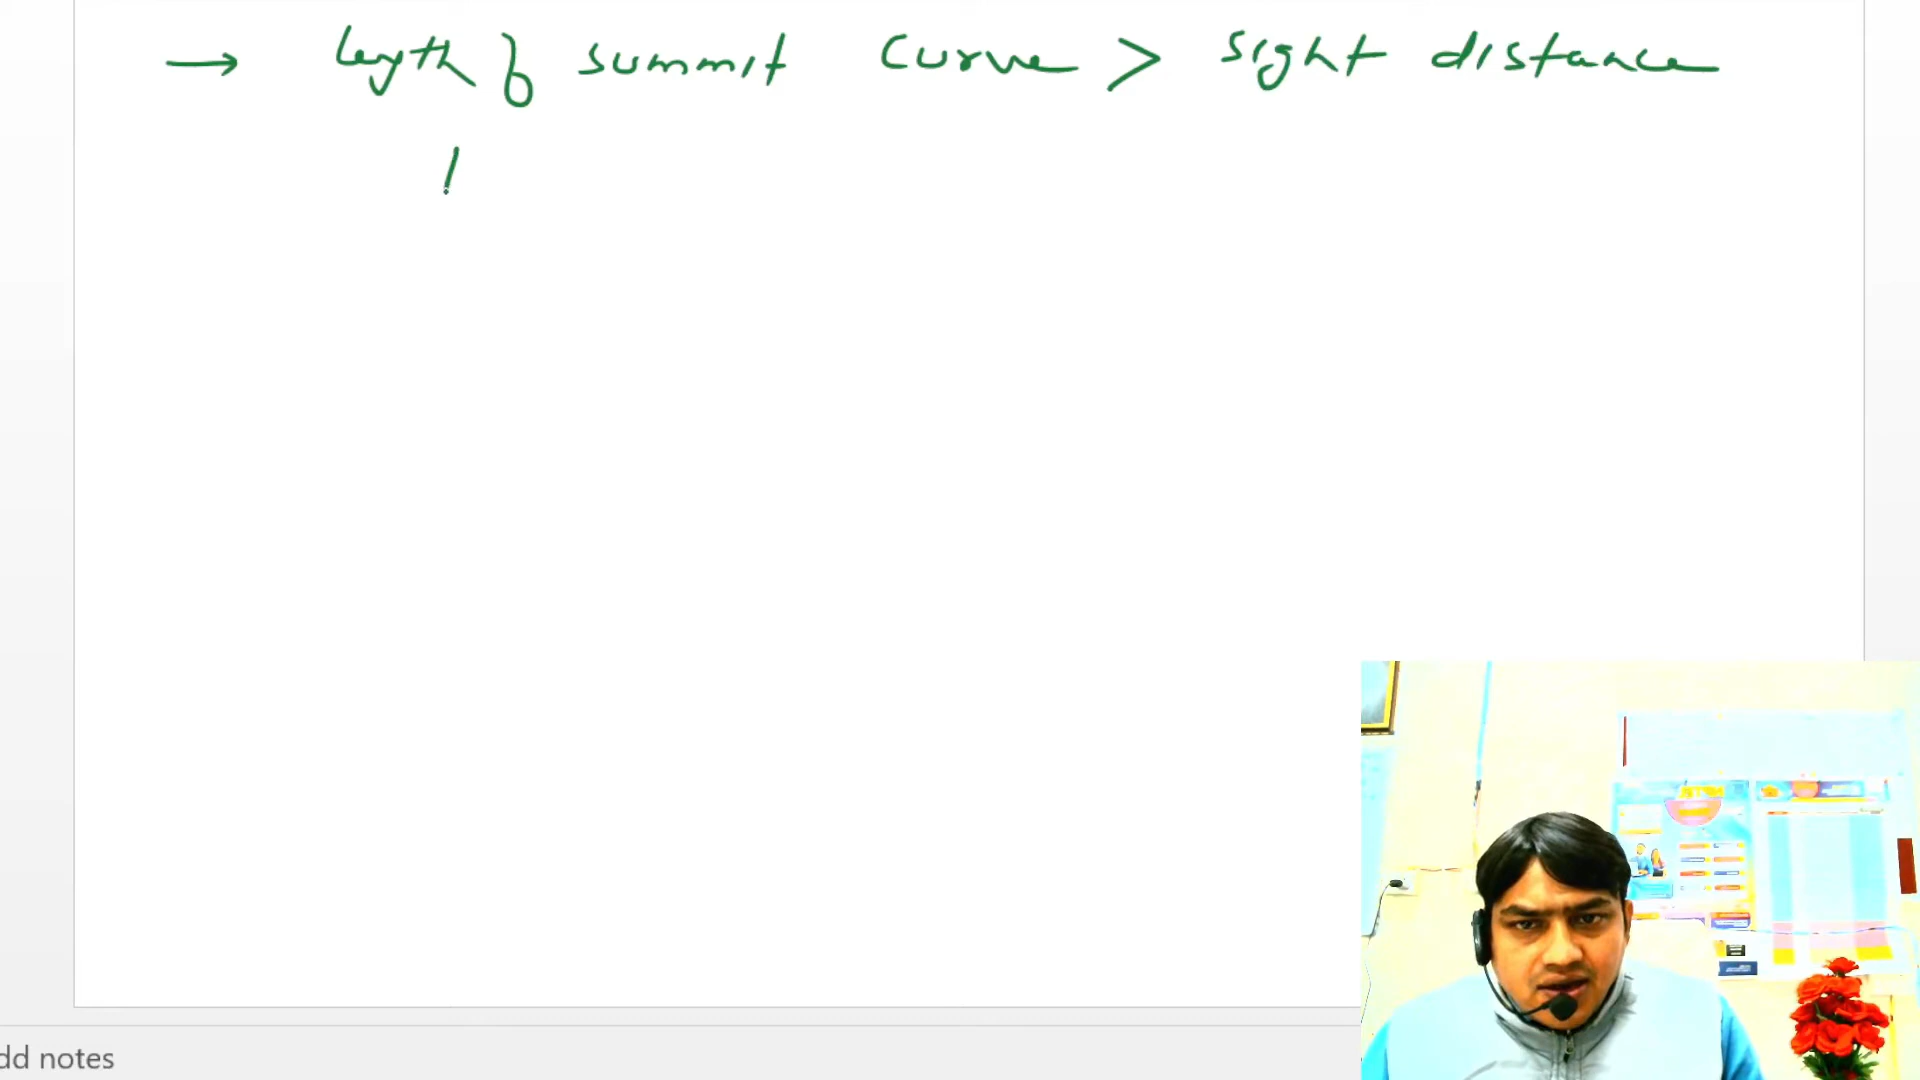 → length of summit curve > sight distance
dd notes